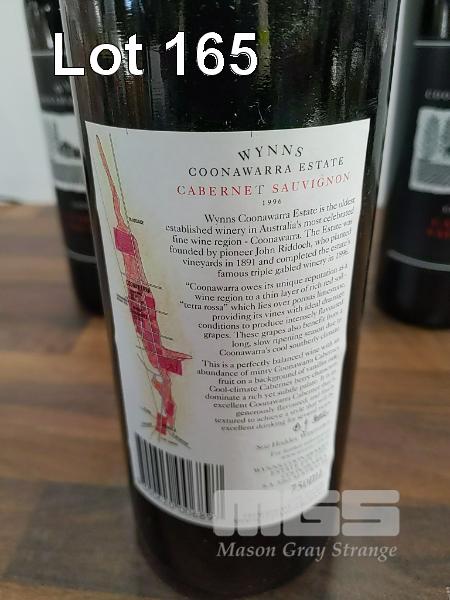 Lot 165
WYNNS
COONAWARRA ESTATE
CABERNET SAUVIGNON
1996
Wynns Coonawarra Estate is the oldest
established winery in Australia's most celebrated
fine wine region - Coonawarra. The Estate was
founded by pioneer John Riddoch, who planted
vineyards in 1891 and completed the estate's
famous triple gabled winery in 1896.
"Coonawarra owes its unique reputation as a
wine region to a thin layer of rich red soil -
"terra rossa" which lies over porous limestone,
providing its vines with ideal drainage
conditions to produce intensely flavoured
grapes. These grapes also benefit from a
long, slow ripening season due to
Coonawarra's cool southerly climate."
This is a perfectly balanced wine with an
abundance of minty Coonawarra Cabernet
fruit on a background of
Cool-climate Cabernet berry
dominate a rich yet subtle palate.
excellent Coonawarra Cabernet
generously flavoured, and
textured to achieve a style
excellent drinking for several
Sue Hodder,
750ML
MGS
Mason Gray Strange